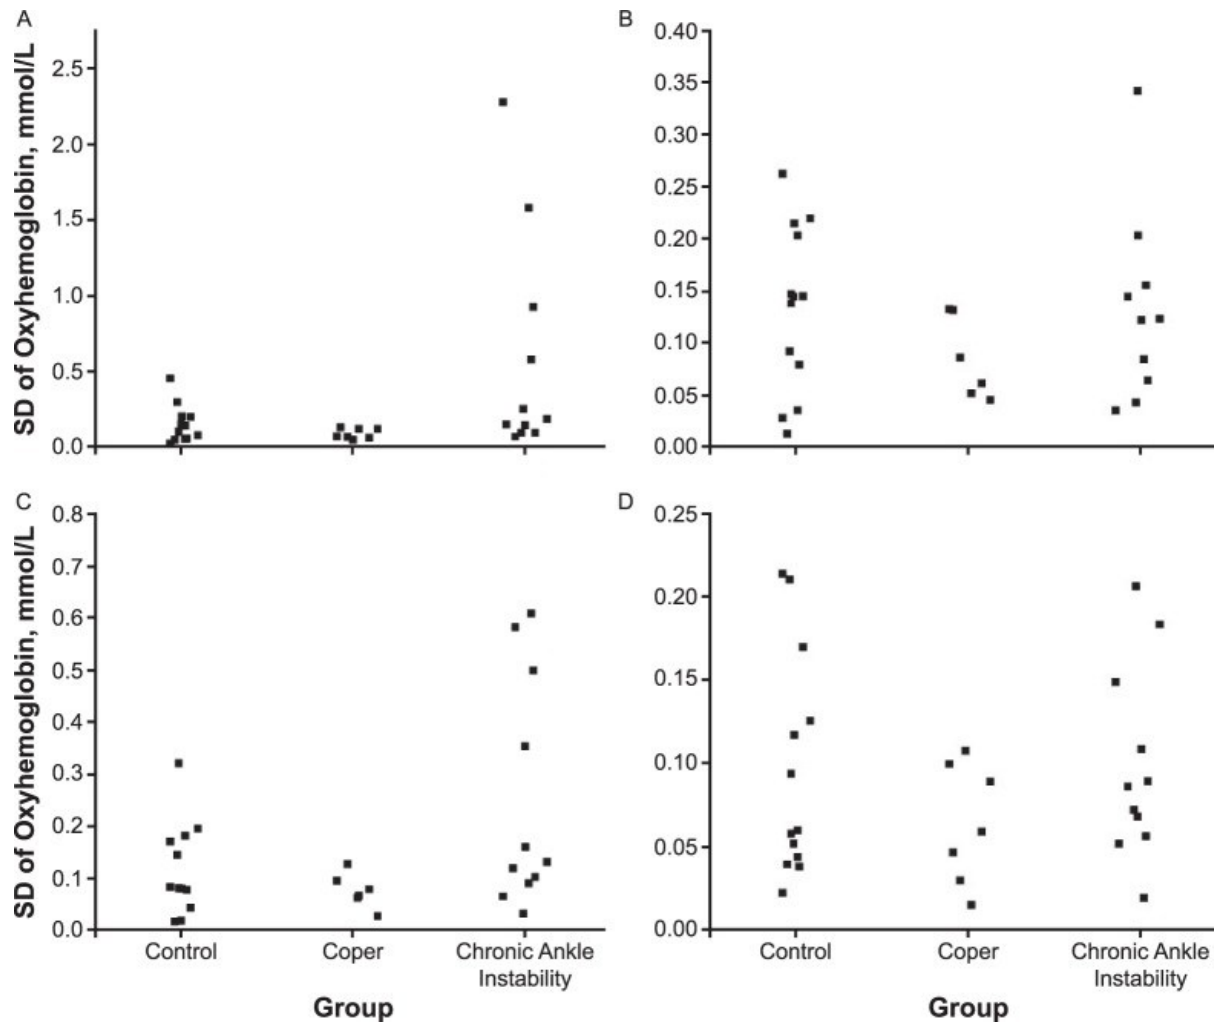 A
SD of Oxyhemoglobin, mmol/L
2.5
2.0
1.5
1.0
0.5
0.0
B
0.40
0.35
0.30
0.25
0.20
0.15
0.10
0.05
0.00
C
SD of Oxyhemoglobin, mmol/L
0.8
0.7
0.6
0.5
0.4
0.3
0.2
0.1
0.0
Control
Coper
Chronic Ankle
Instability
Group
D
0.25
0.20
0.15
0.10
0.05
0.00
Control
Coper
Chronic Ankle
Instability
Group